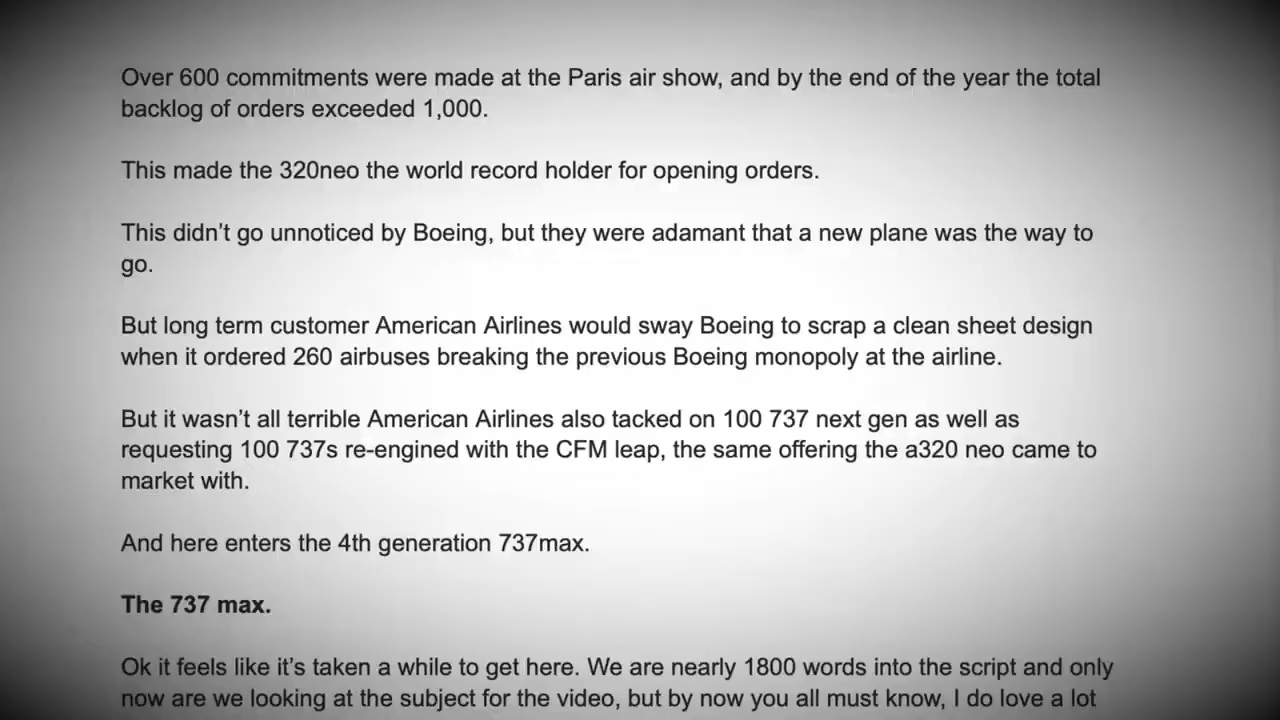 Over 600 commitments were made at the Paris air show, and by the end of the year the total
backlog of orders exceeded 1,000.
This made the 320neo the world record holder for opening orders.
This didn’t go unnoticed by Boeing, but they were adamant that a new plane was the way to
go.
But long term customer American Airlines would sway Boeing to scrap a clean sheet design
when it ordered 260 airbuses breaking the previous Boeing monopoly at the airline.
But it wasn’t all terrible American Airlines also tacked on 100 737 next gen as well as
requesting 100 737s re-engined with the CFM leap, the same offering the a320 neo came to
market with.
And here enters the 4th generation 737max.
The 737 max.
Ok it feels like it’s taken a while to get here. We are nearly 1800 words into the script and only
now are we looking at the subject for the video, but by now you all must know, I do love a lot